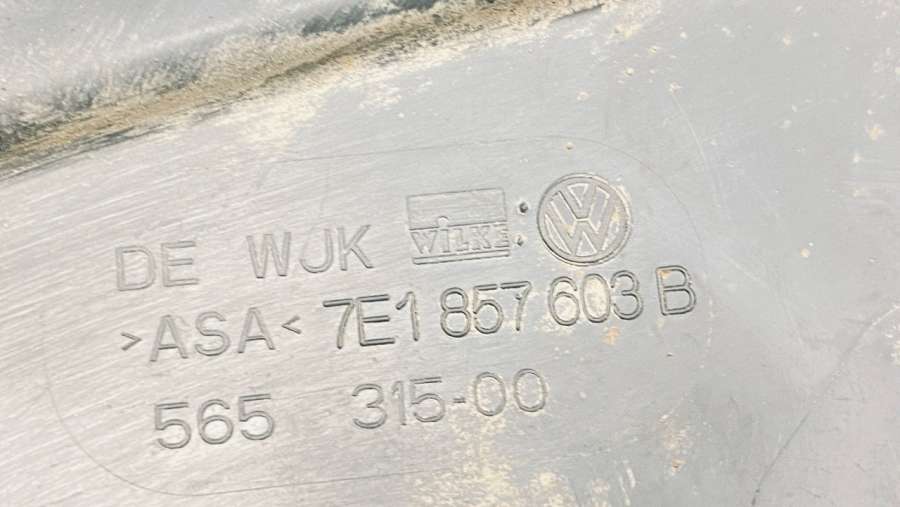 DE WJK WiLKE VW
>ASA< 7E1 857 603 B
565 315-00